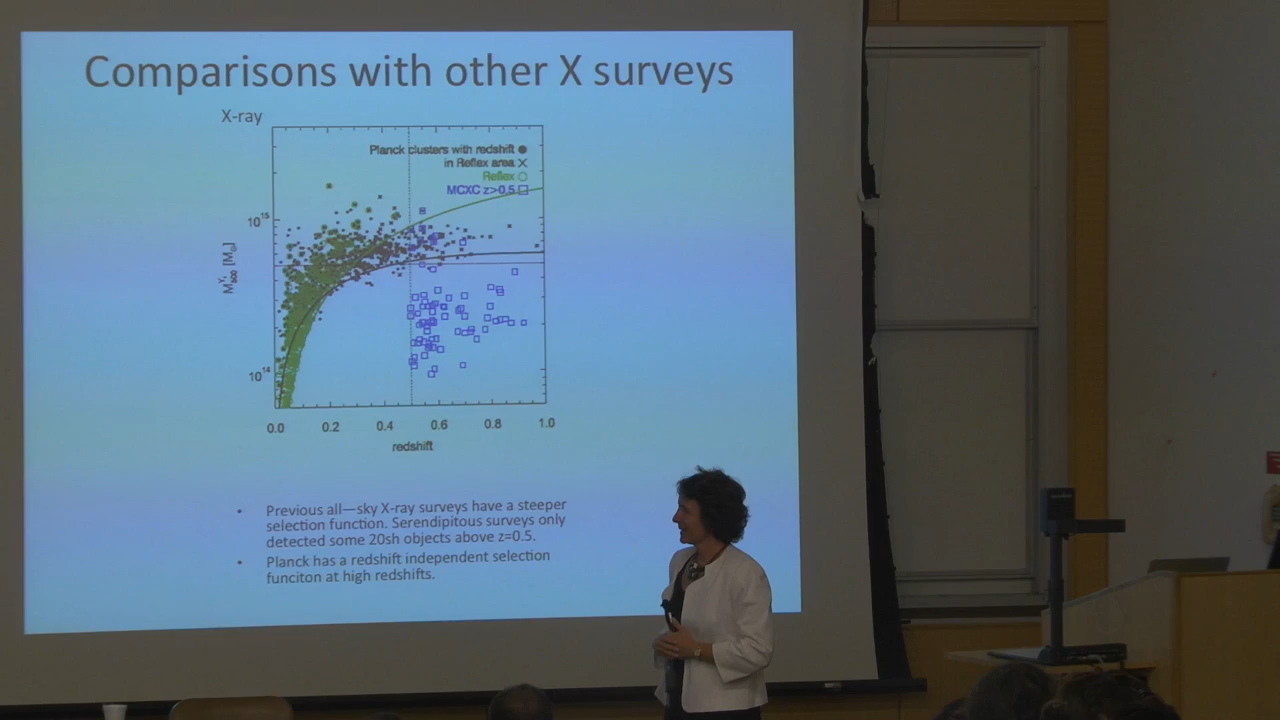 Comparisons with other X surveys
X-ray
Planck clusters with redshift
in Reflex area
Reflex
MCXC z>0.5
10¹⁵
M₅₀₀ [M☉]
10¹⁴
0.0 0.2 0.4 0.6 0.8 1.0
redshift
• Previous all—sky X-ray surveys have a steeper
selection function. Serendipitous surveys only
detected some 20sh objects above z=0.5.
• Planck has a redshift independent selection
funciton at high redshifts.